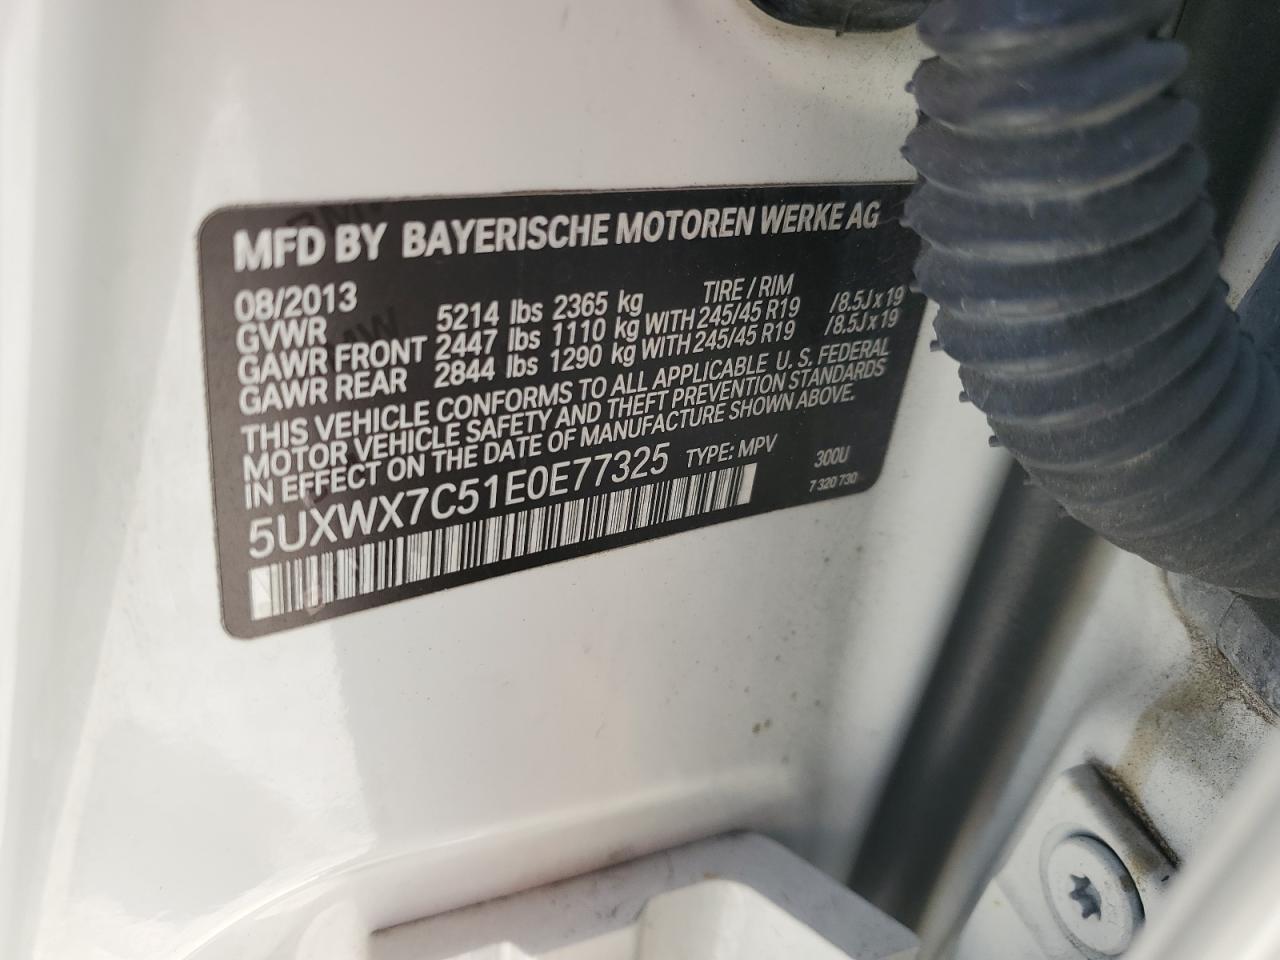 MFD BY BAYERISCHE MOTOREN WERKE AG
08/2013 TIRE / RIM
GVWR 5214 lbs 2365 kg
GAWR FRONT 2447 lbs 1110 kg WITH 245/45 R19 /8.5J x 19
GAWR REAR 2844 lbs 1290 kg WITH 245/45 R19 /8.5J x 19
THIS VEHICLE CONFORMS TO ALL APPLICABLE U. S. FEDERAL
MOTOR VEHICLE SAFETY AND THEFT PREVENTION STANDARDS
IN EFFECT ON THE DATE OF MANUFACTURE SHOWN ABOVE.
5UXWX7C51E0E77325 TYPE: MPV 300U
7 320 730